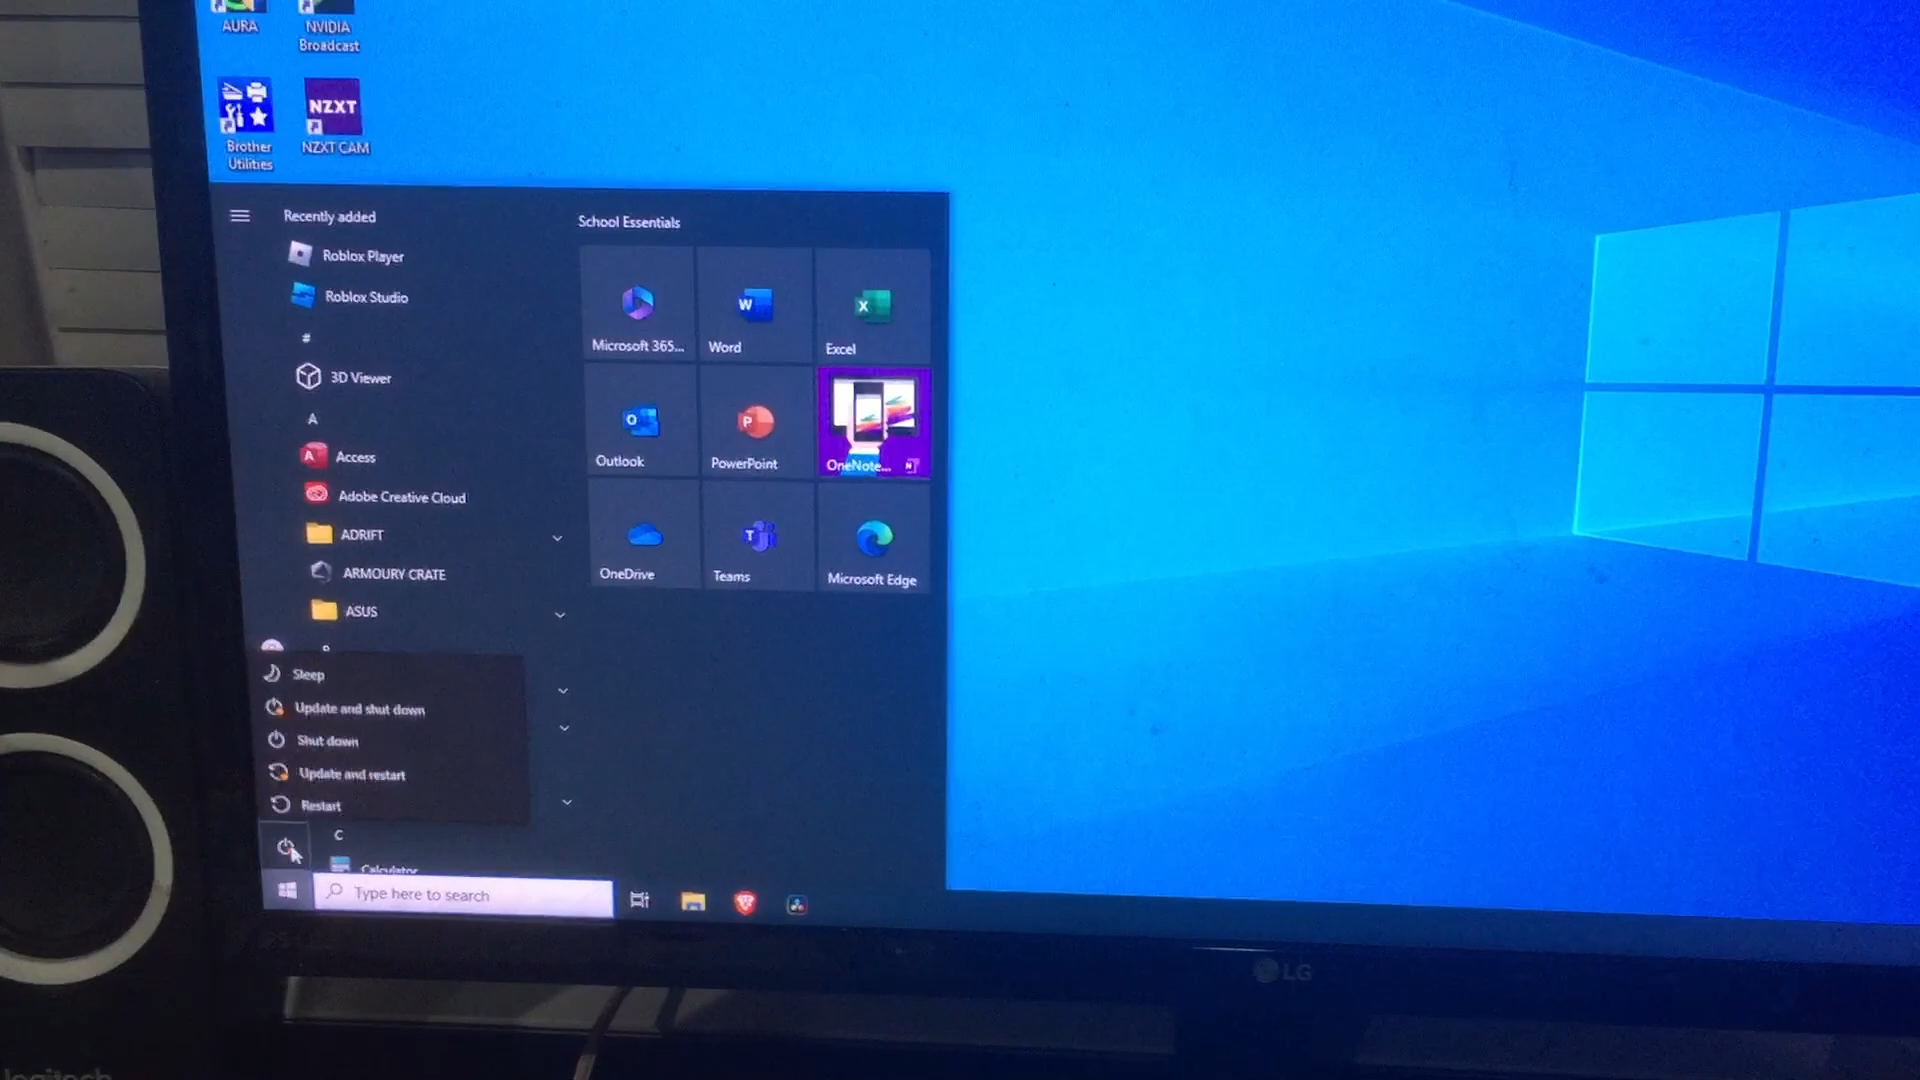 AURA
NVIDIA
Broadcast
Brother
Utilities
NZXT
NZXT CAM
Recently added
Roblox Player
Roblox Studio
#
3D Viewer
A
Access
Adobe Creative Cloud
ADRIFT
ARMOURY CRATE
ASUS
Sleep
Update and shut down
Shut down
Update and restart
Restart
C
Calculator
Type here to search
School Essentials
Microsoft 365...
Word
Excel
Outlook
PowerPoint
OneNote...
OneDrive
Teams
Microsoft Edge
LG
logitech